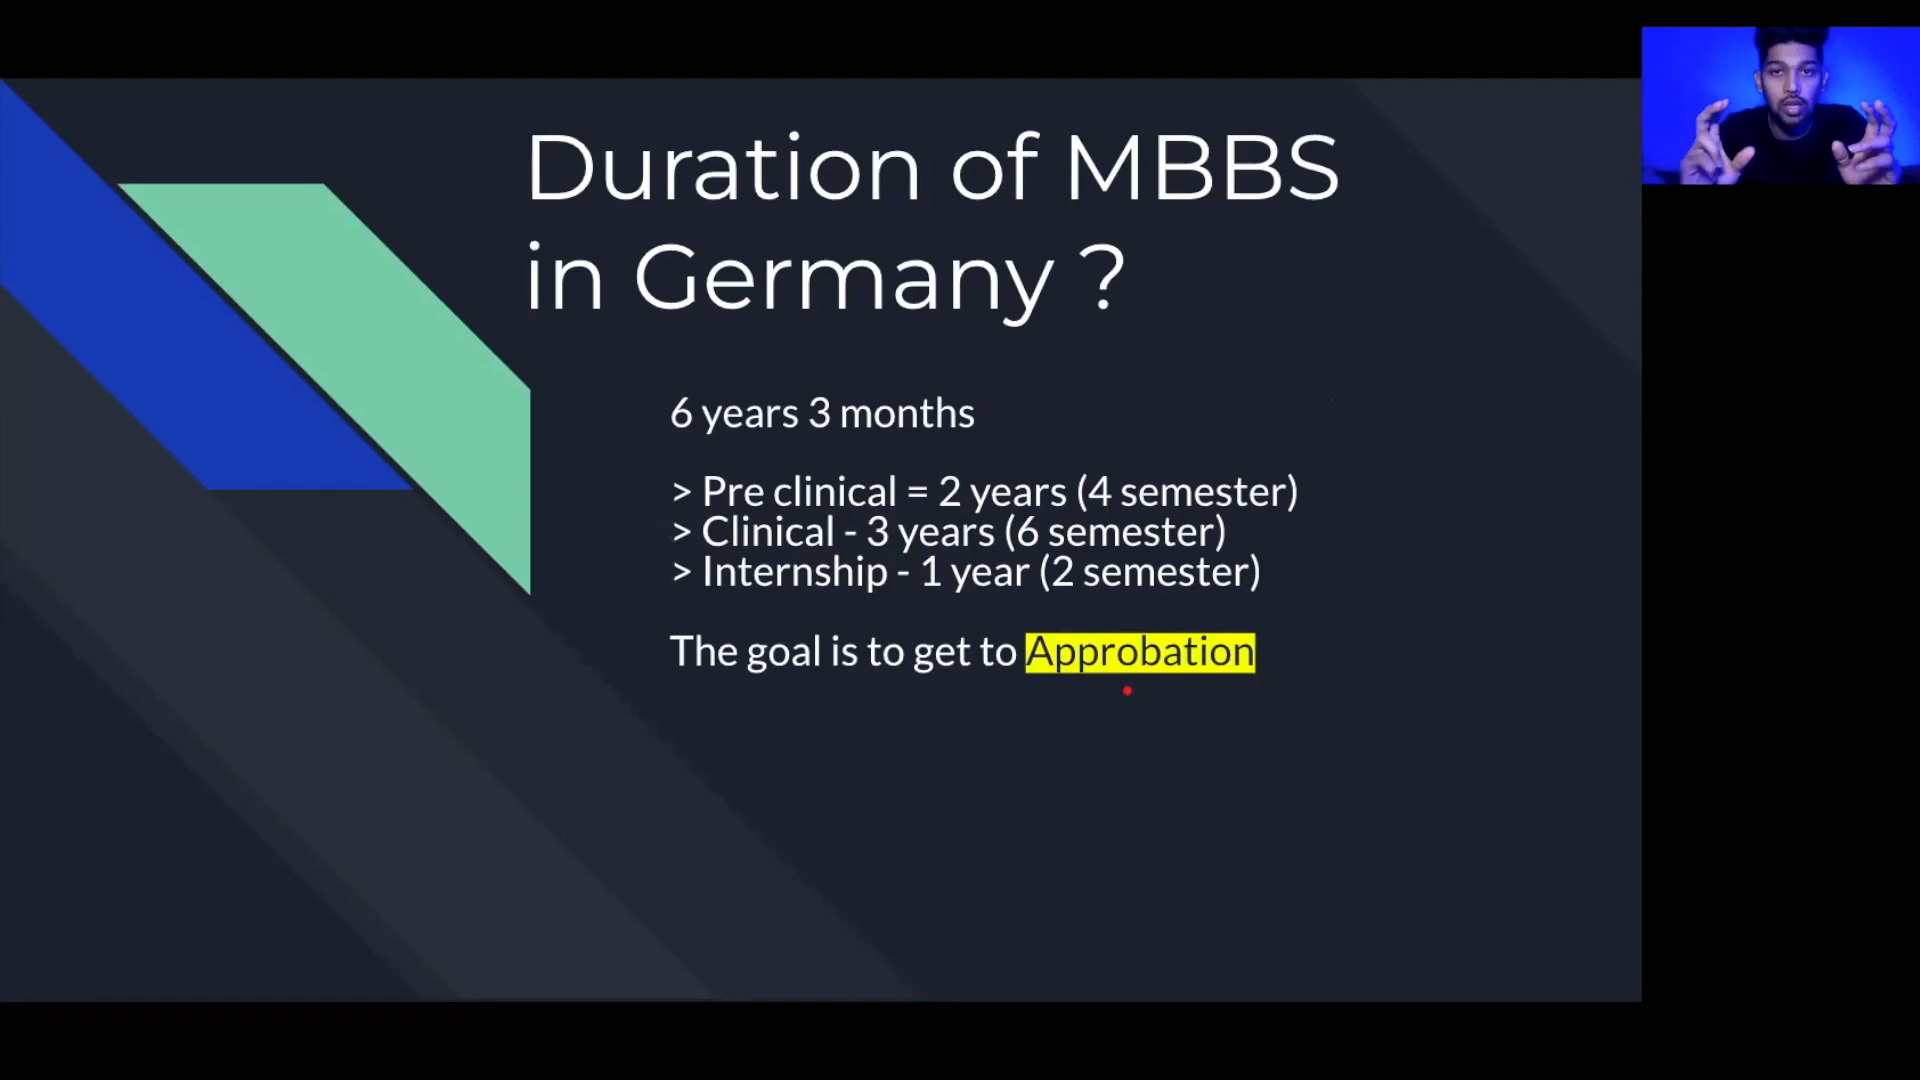 Duration of MBBS
in Germany ?
6 years 3 months
> Pre clinical = 2 years (4 semester)
> Clinical - 3 years (6 semester)
> Internship - 1 year (2 semester)
The goal is to get to Approbation